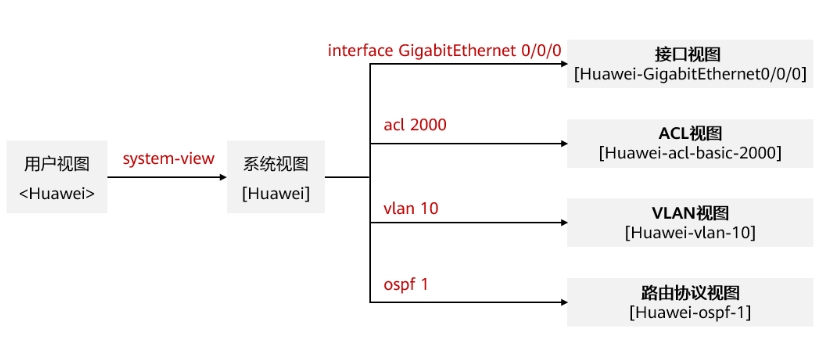 用户视图
<Huawei>
system-view
系统视图
[Huawei]
interface GigabitEthernet 0/0/0
接口视图
[Huawei-GigabitEthernet0/0/0]
acl 2000
ACL视图
[Huawei-acl-basic-2000]
vlan 10
VLAN视图
[Huawei-vlan-10]
ospf 1
路由协议视图
[Huawei-ospf-1]